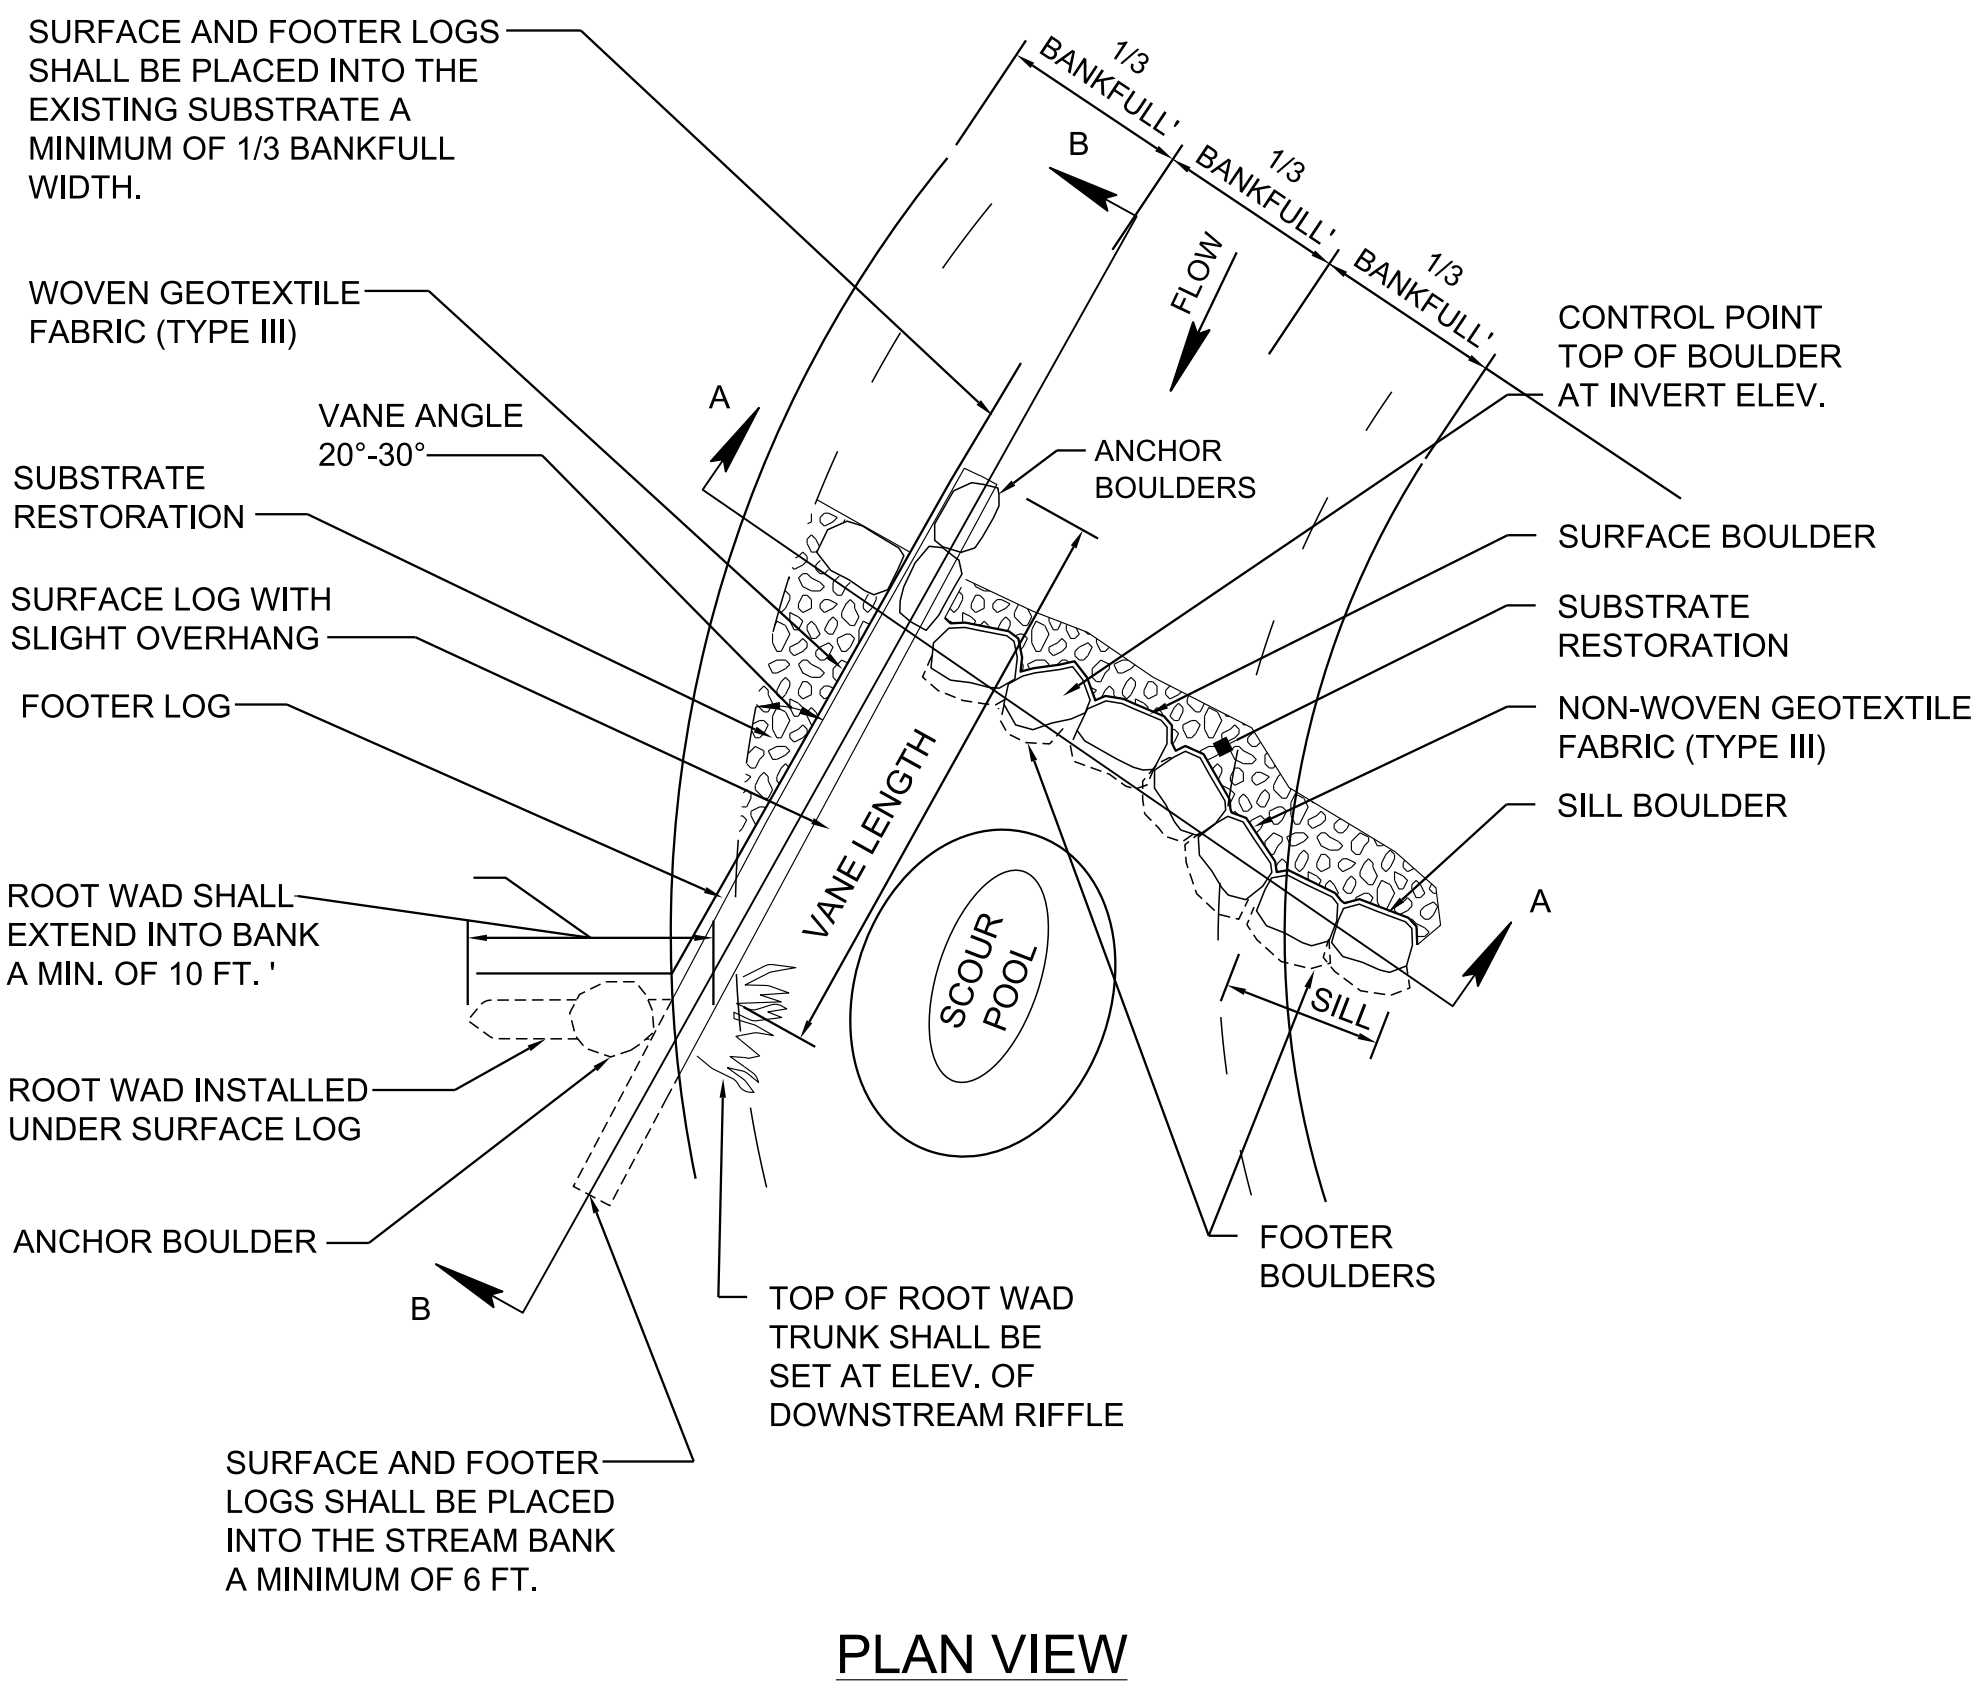 SURFACE AND FOOTER LOGS
SHALL BE PLACED INTO THE
EXISTING SUBSTRATE A
MINIMUM OF 1/3 BANKFULL
WIDTH.
1/3
BANKFULL'
1/3
BANKFULL'
1/3
BANKFULL'
B
FLOW
WOVEN GEOTEXTILE
FABRIC (TYPE III)
CONTROL POINT
TOP OF BOULDER
AT INVERT ELEV.
A
VANE ANGLE
20°-30°
ANCHOR
BOULDERS
SUBSTRATE
RESTORATION
SURFACE BOULDER
SURFACE LOG WITH
SLIGHT OVERHANG
SUBSTRATE
RESTORATION
FOOTER LOG
NON-WOVEN GEOTEXTILE
FABRIC (TYPE III)
SILL BOULDER
VANE LENGTH
ROOT WAD SHALL
EXTEND INTO BANK
A MIN. OF 10 FT. '
A
SCOUR
POOL
SILL
ROOT WAD INSTALLED
UNDER SURFACE LOG
ANCHOR BOULDER
FOOTER
BOULDERS
B
TOP OF ROOT WAD
TRUNK SHALL BE
SET AT ELEV. OF
DOWNSTREAM RIFFLE
SURFACE AND FOOTER
LOGS SHALL BE PLACED
INTO THE STREAM BANK
A MINIMUM OF 6 FT.
PLAN VIEW